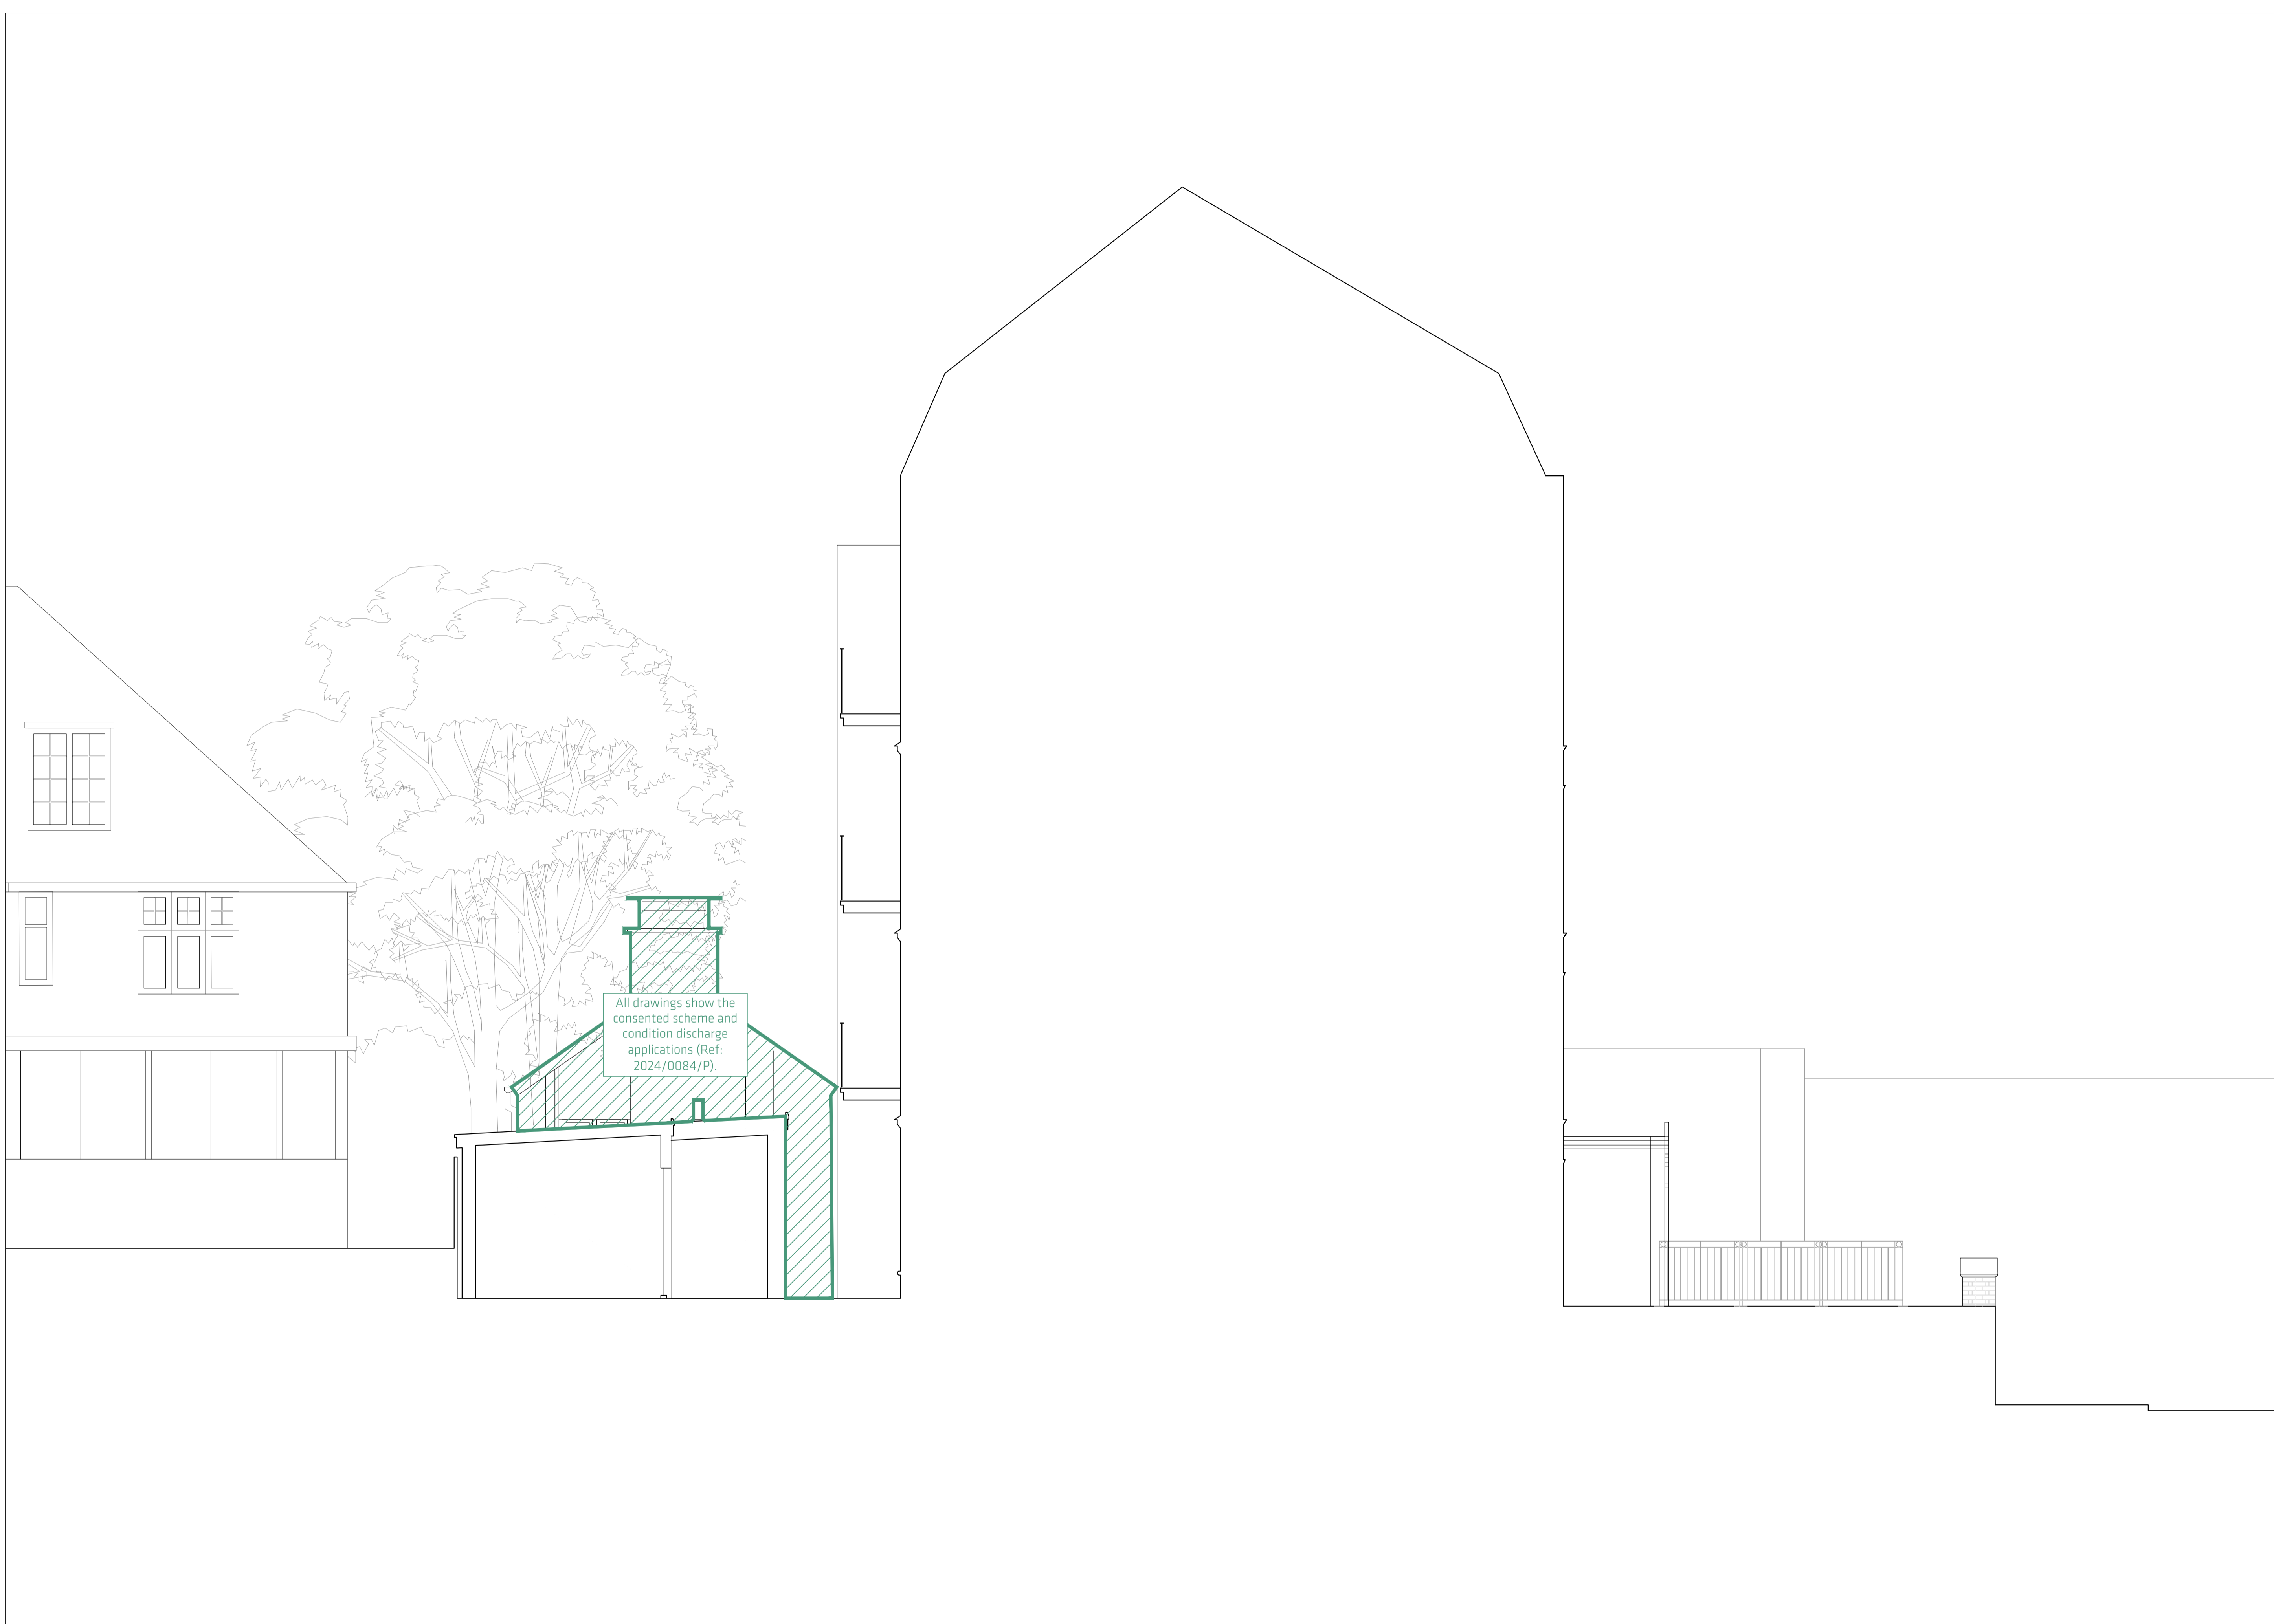 All drawings show the
consented scheme and
condition discharge
applications (Ref:
2024/0084/P).